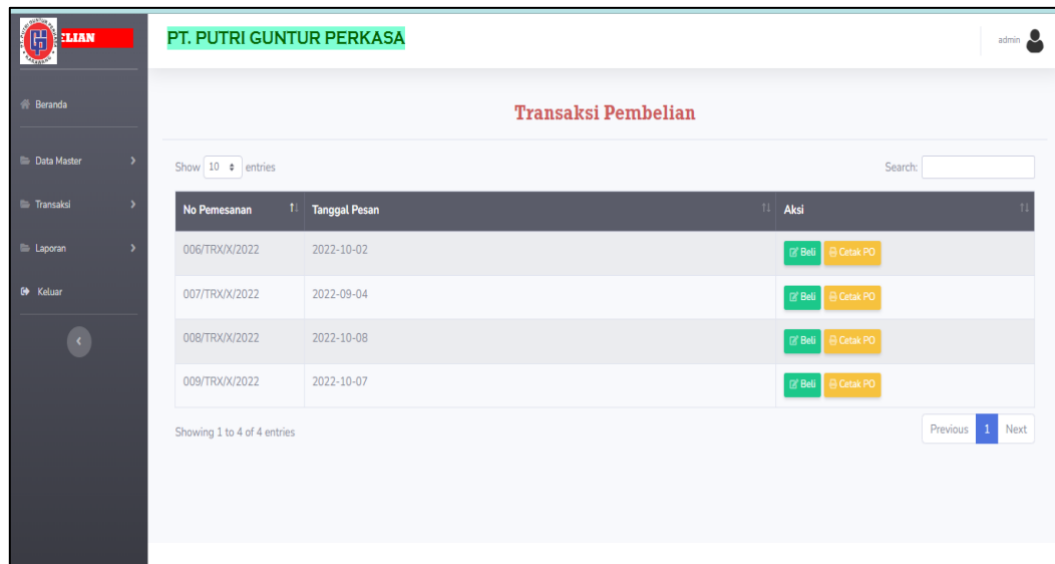 ELIAN
PT. PUTRI GUNTUR PERKASA
admin
Beranda
Data Master
Transaksi
Laporan
Keluar
Transaksi Pembelian
Show 10 entries
Search:
No Pemesanan Tanggal Pesan Aksi
006/TRX/X/2022 2022-10-02 Beli Cetak PO
007/TRX/X/2022 2022-09-04 Beli Cetak PO
008/TRX/X/2022 2022-10-08 Beli Cetak PO
009/TRX/X/2022 2022-10-07 Beli Cetak PO
Showing 1 to 4 of 4 entries
Previous 1 Next